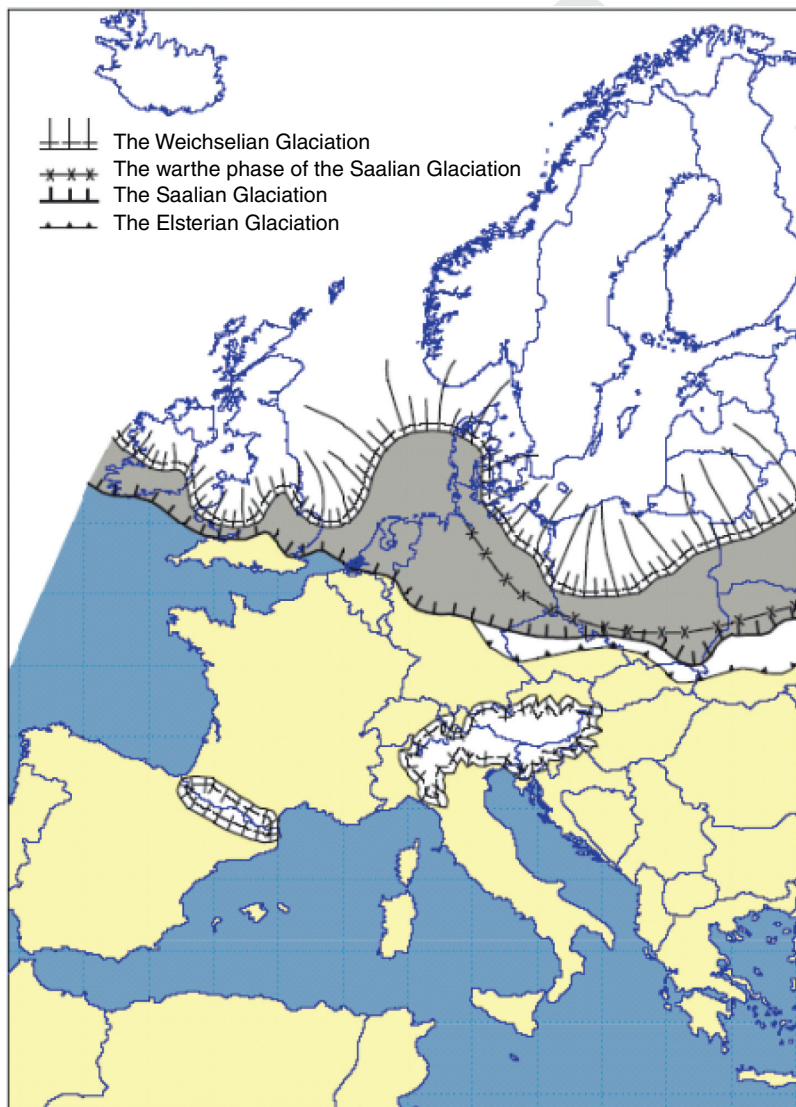 The Weichselian Glaciation
The warthe phase of the Saalian Glaciation
The Saalian Glaciation
The Elsterian Glaciation